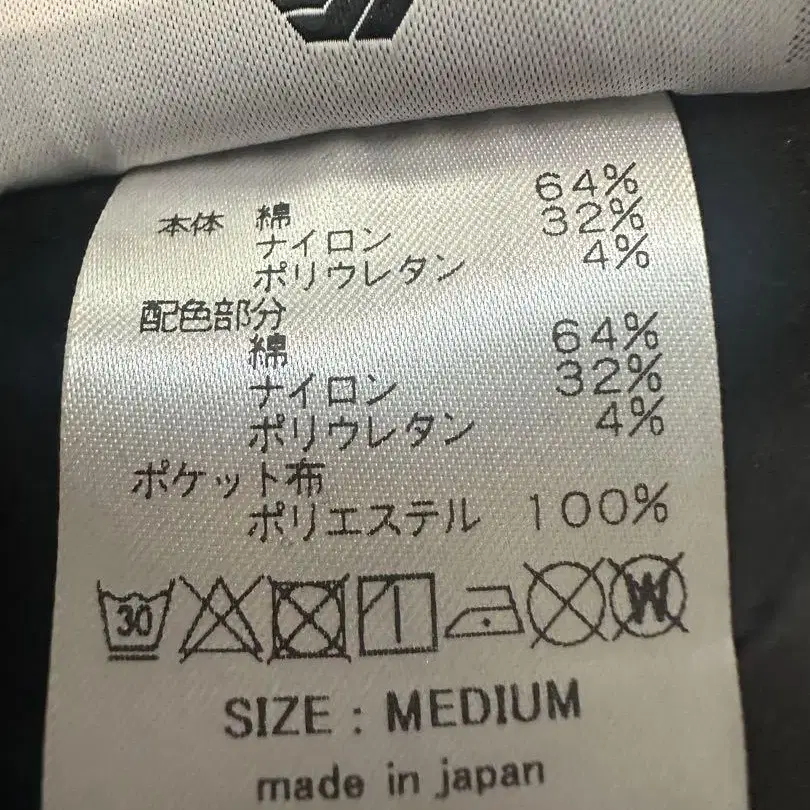 本体 綿 64%
ナイロン 32%
ポリウレタン 4%
配色部分
綿 64%
ナイロン 32%
ポリウレタン 4%
ポケット布
ポリエステル 100%
30 W
SIZE : MEDIUM
made in japan